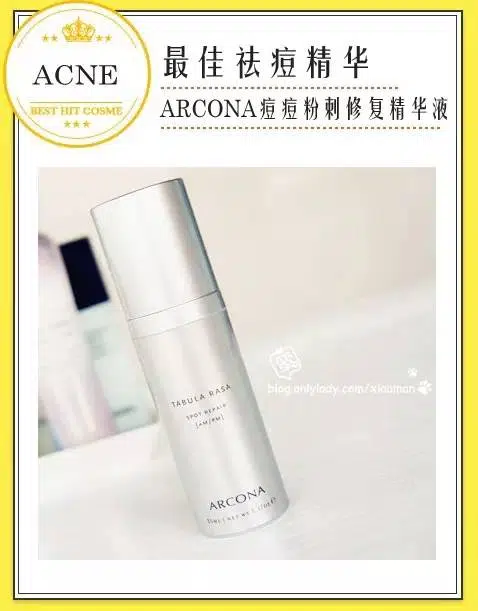 ACNE
BEST HIT COSME
最佳祛痘精华
ARCONA痘痘粉刺修复精华液
TABULA RASA
SPOT REPAIR
[AM/PM]
ARCONA
blog.onlylady.com/xiaoman